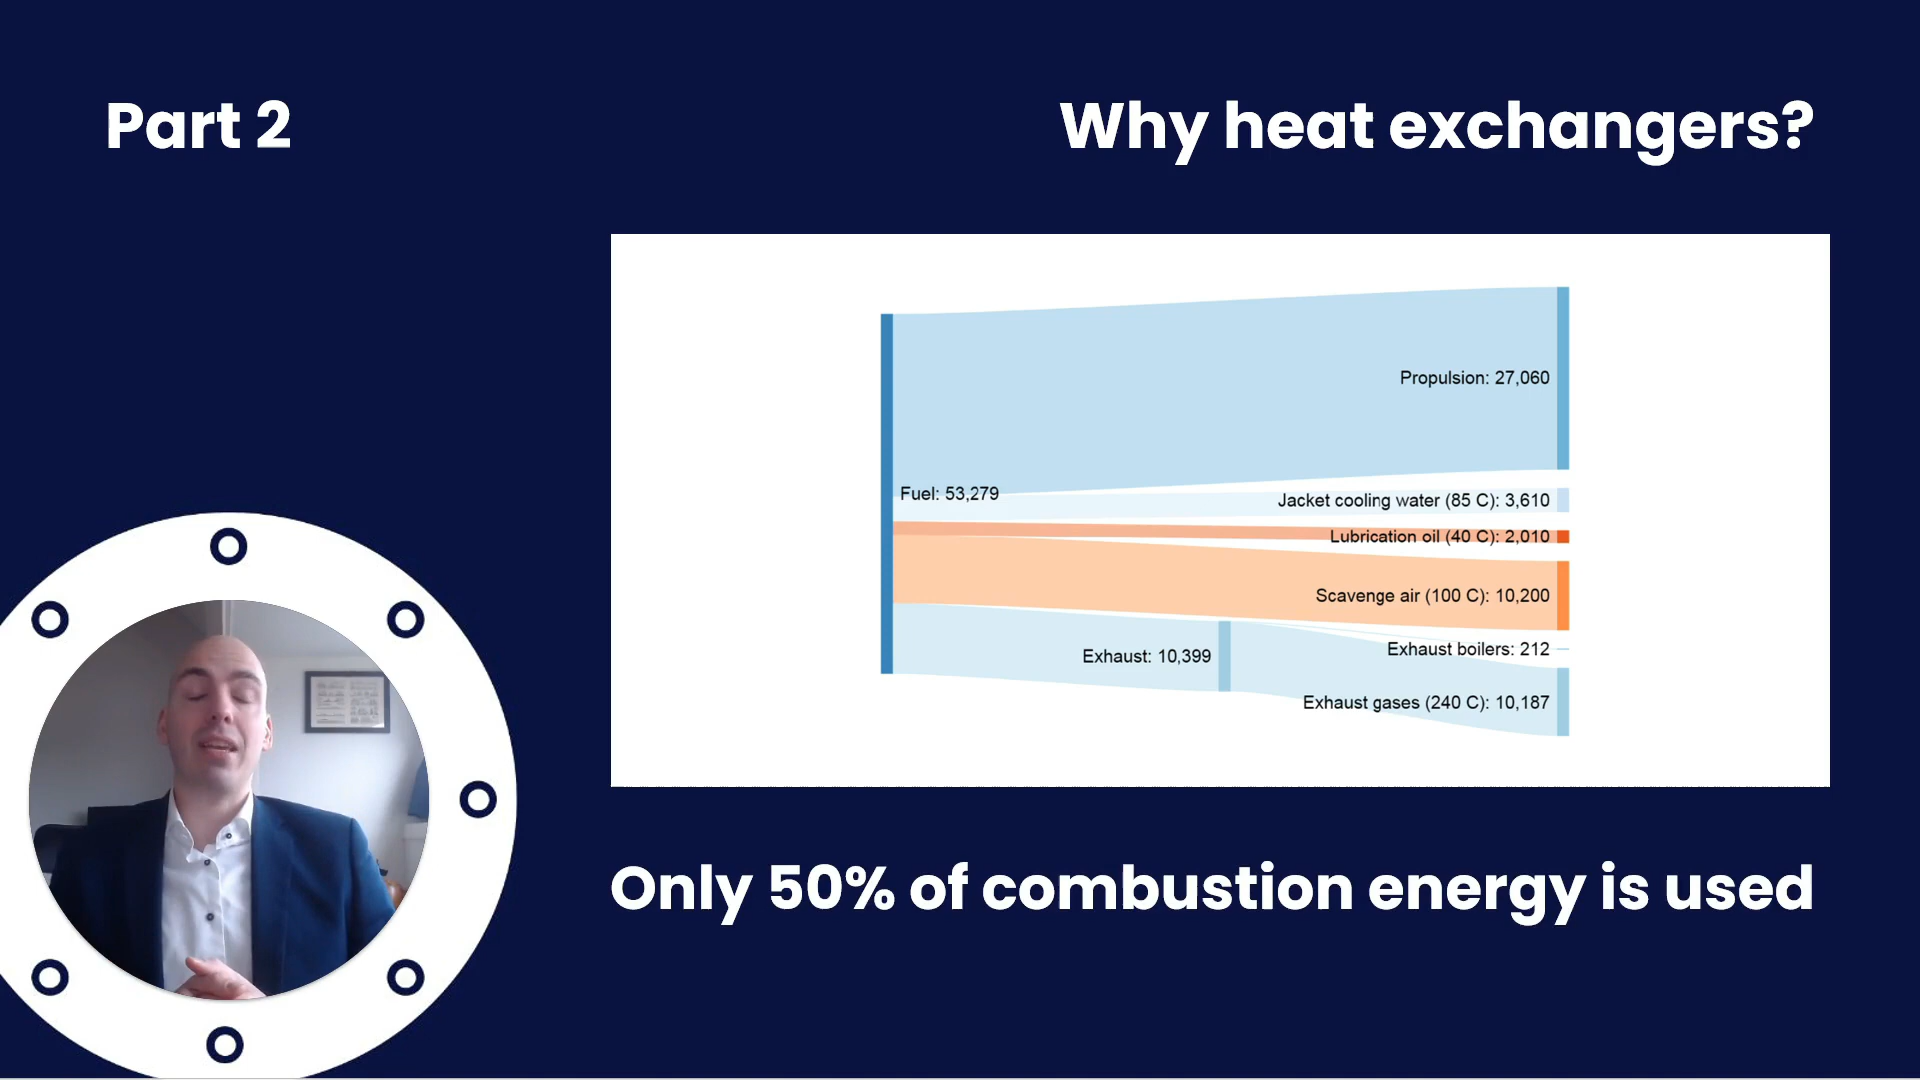 Part 2
Why heat exchangers?
Propulsion: 27,060
Fuel: 53,279
Jacket cooling water (85 C): 3,610
Lubrication oil (40 C): 2,010
Scavenge air (100 C): 10,200
Exhaust boilers: 212
Exhaust: 10,399
Exhaust gases (240 C): 10,187
Only 50% of combustion energy is used